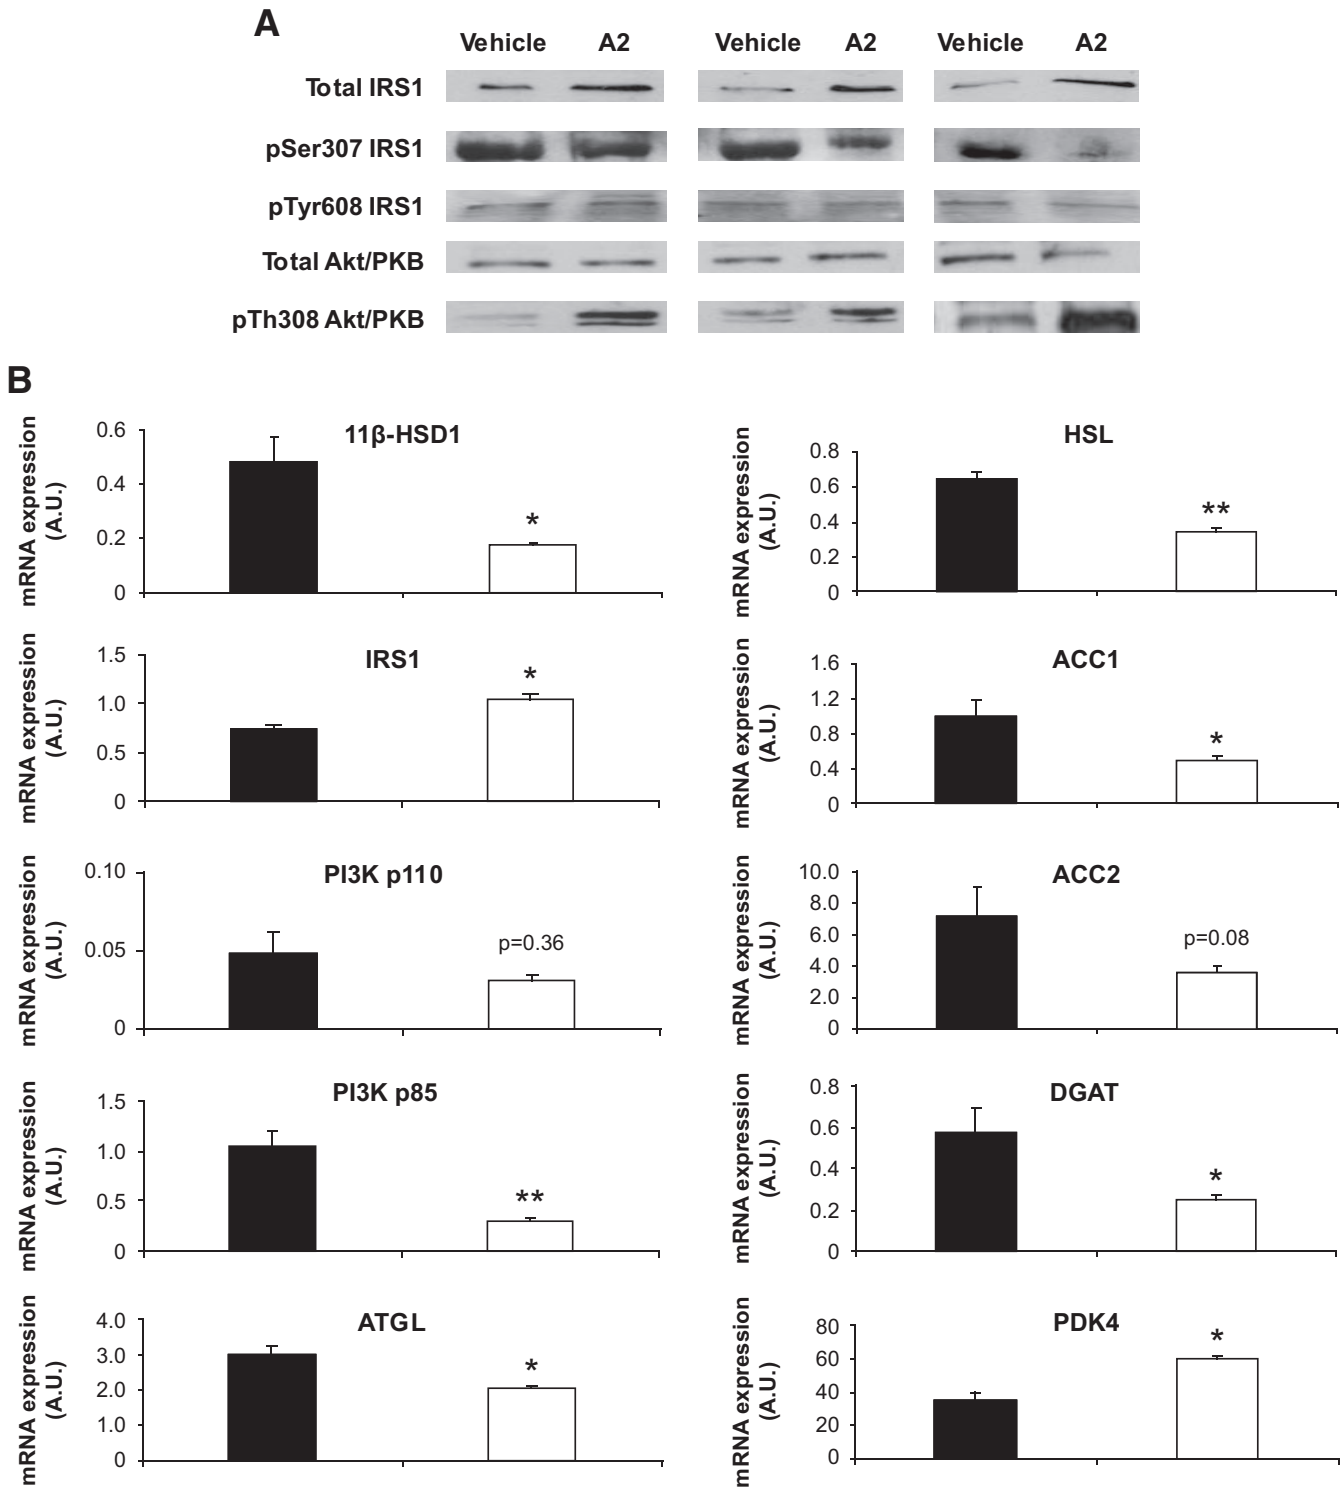 A
Vehicle A2 Vehicle A2 Vehicle A2
Total IRS1
pSer307 IRS1
pTyr608 IRS1
Total Akt/PKB
pTh308 Akt/PKB
B
11β-HSD1
mRNA expression
(A.U.)
0.6
0.4
0.2
0
*
HSL
mRNA expression
(A.U.)
0.8
0.6
0.4
0.2
0
**
IRS1
mRNA expression
(A.U.)
1.5
1.0
0.5
0
*
ACC1
mRNA expression
(A.U.)
1.6
1.2
0.8
0.4
0
*
PI3K p110
mRNA expression
(A.U.)
0.10
0.05
0
p=0.36
ACC2
mRNA expression
(A.U.)
10.0
8.0
6.0
4.0
2.0
0
p=0.08
PI3K p85
mRNA expression
(A.U.)
1.5
1.0
0.5
0
**
DGAT
mRNA expression
(A.U.)
0.8
0.6
0.4
0.2
0
*
ATGL
mRNA expression
(A.U.)
4.0
3.0
2.0
1.0
0
*
PDK4
mRNA expression
(A.U.)
80
60
40
20
0
*